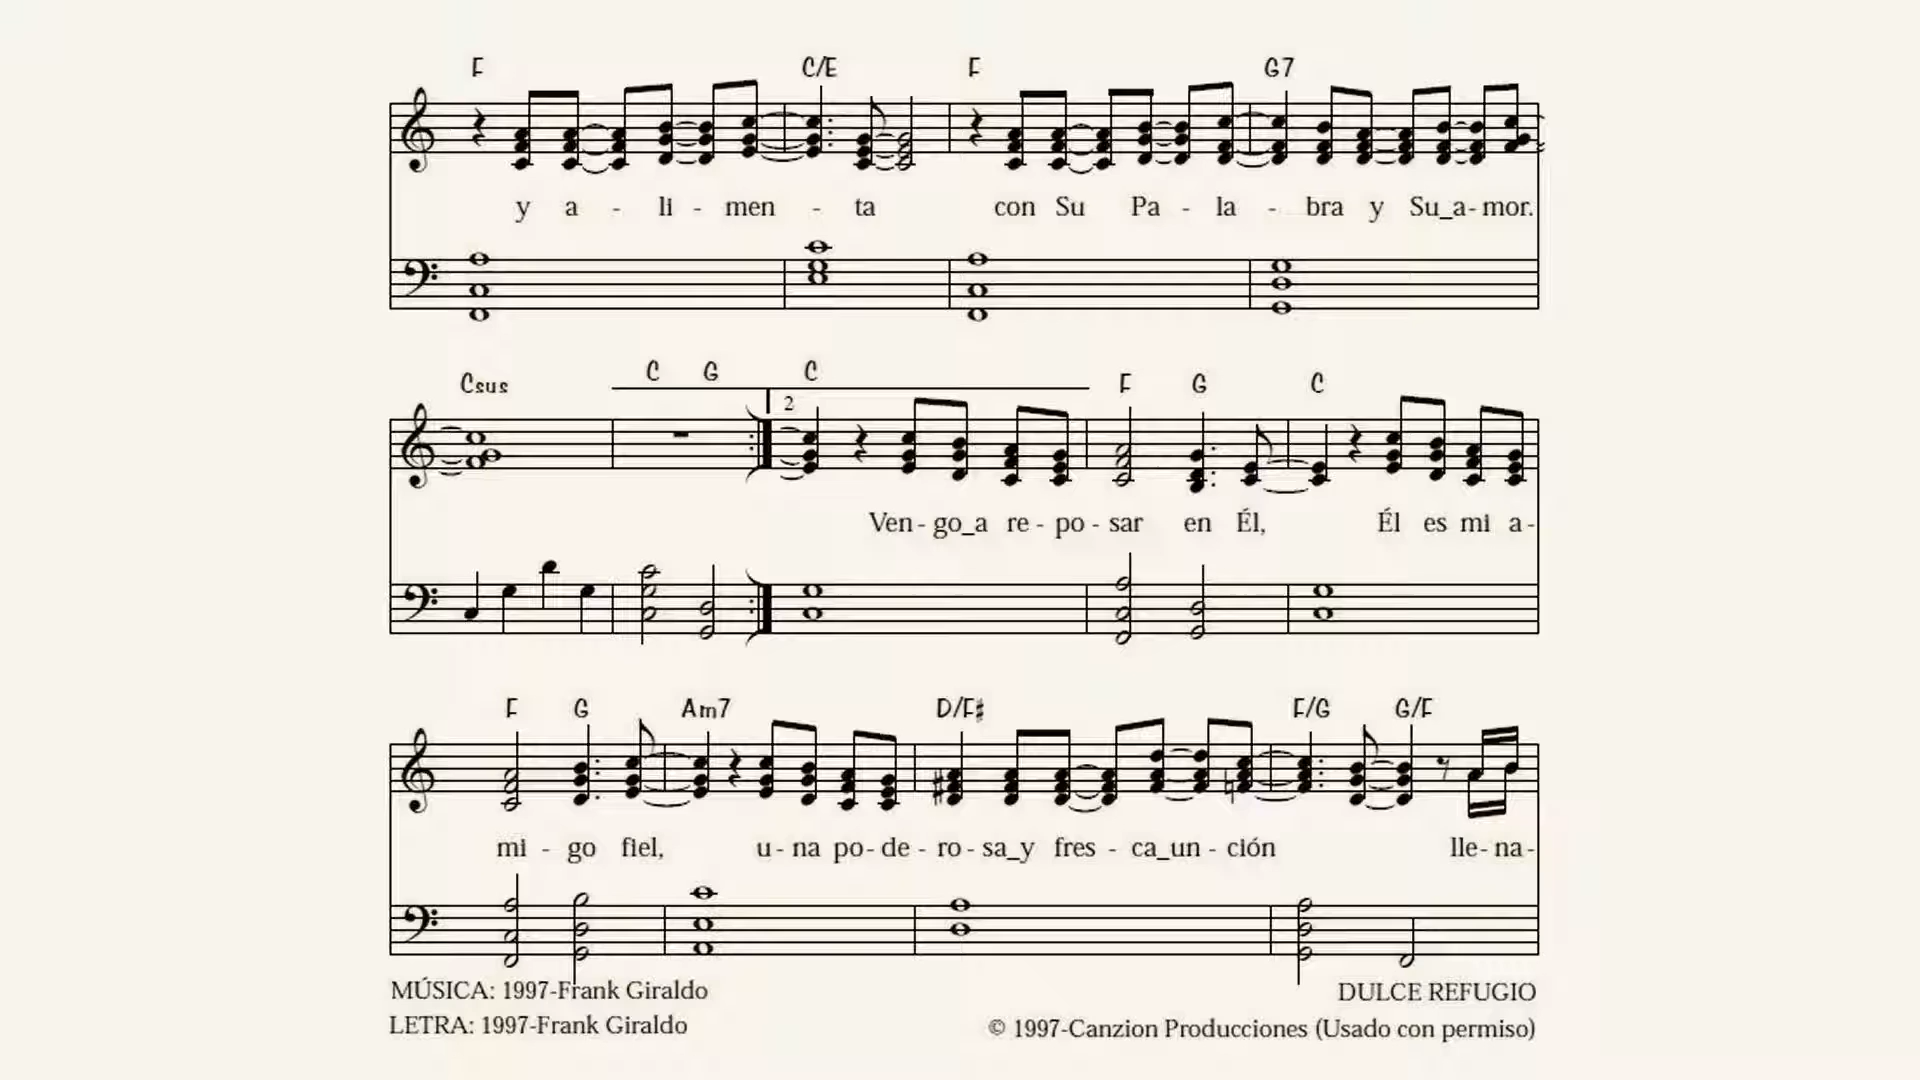 F C/E F G7
y a - li - men - ta con Su Pa - la - bra y Su_a- mor.
Csus C G C F G C
2
Ven - go_a re - po - sar en Él, Él es mi a -
F G Am7 D/F♯ F/G G/F
mi - go fiel, u - na po - de - ro - sa_y fres - ca_un - ción lle - na -
MÚSICA: 1997-Frank Giraldo DULCE REFUGIO
LETRA: 1997-Frank Giraldo © 1997-Canzion Producciones (Usado con permiso)